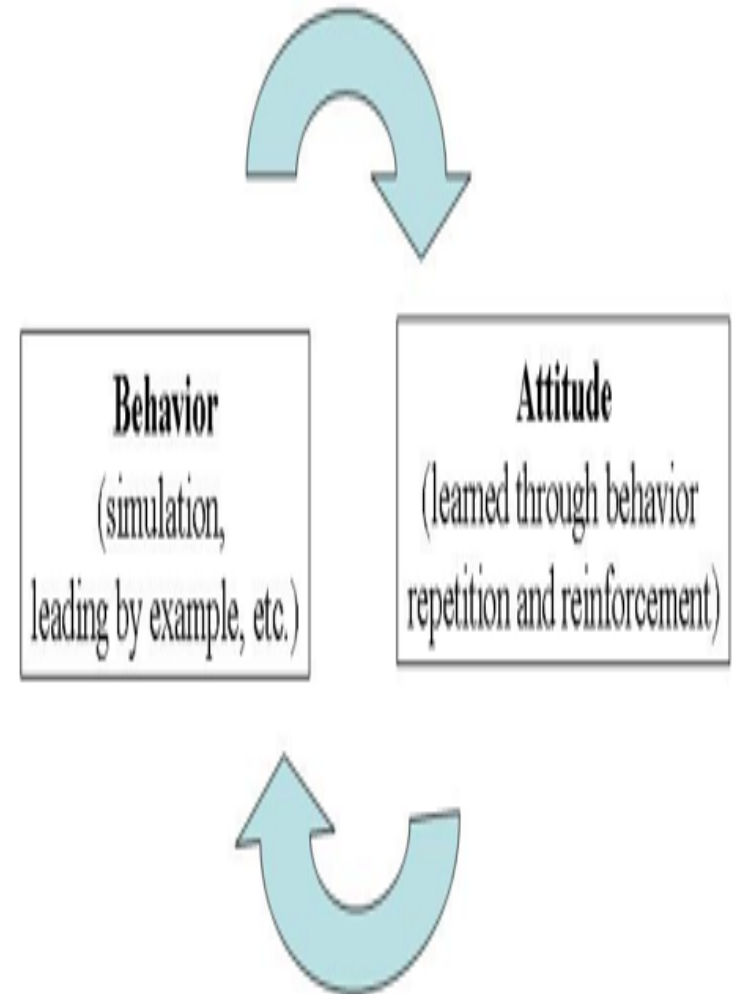 Behavior
(simulation,
leading by example, etc.)
Attitude
(learned through behavior
repetition and reinforcement)